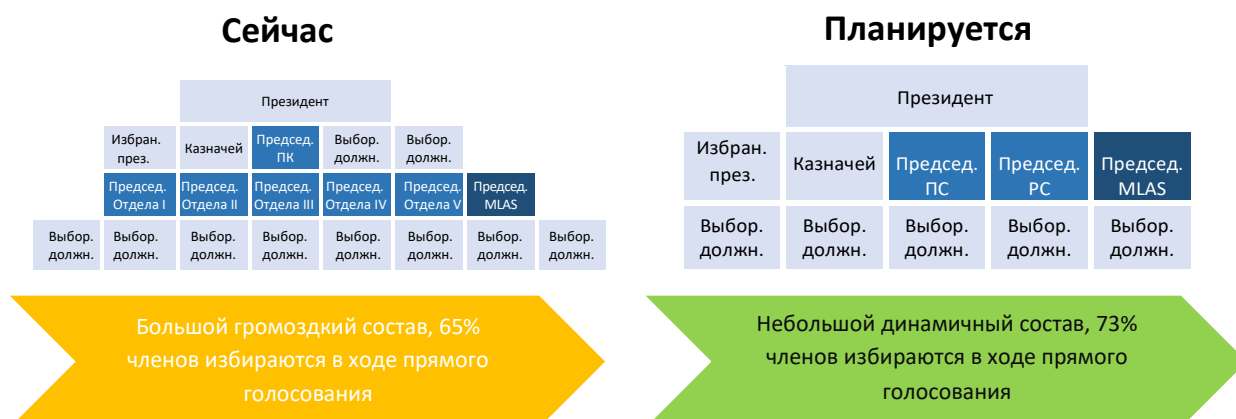 Сейчас
Президент
Избран.
през.
Казначей
Председ.
ПК
Выбор.
должн.
Выбор.
должн.
Председ.
Отдела I
Председ.
Отдела II
Председ.
Отдела III
Председ.
Отдела IV
Председ.
Отдела V
Председ.
MLAS
Выбор.
должн.
Выбор.
должн.
Выбор.
должн.
Выбор.
должн.
Выбор.
должн.
Выбор.
должн.
Выбор.
должн.
Выбор.
должн.
Большой громоздкий состав, 65%
членов избираются в ходе прямого
голосования
Планируется
Президент
Избран.
през.
Казначей
Председ.
ПС
Председ.
РС
Председ.
MLAS
Выбор.
должн.
Выбор.
должн.
Выбор.
должн.
Выбор.
должн.
Выбор.
должн.
Небольшой динамичный состав, 73%
членов избираются в ходе прямого
голосования